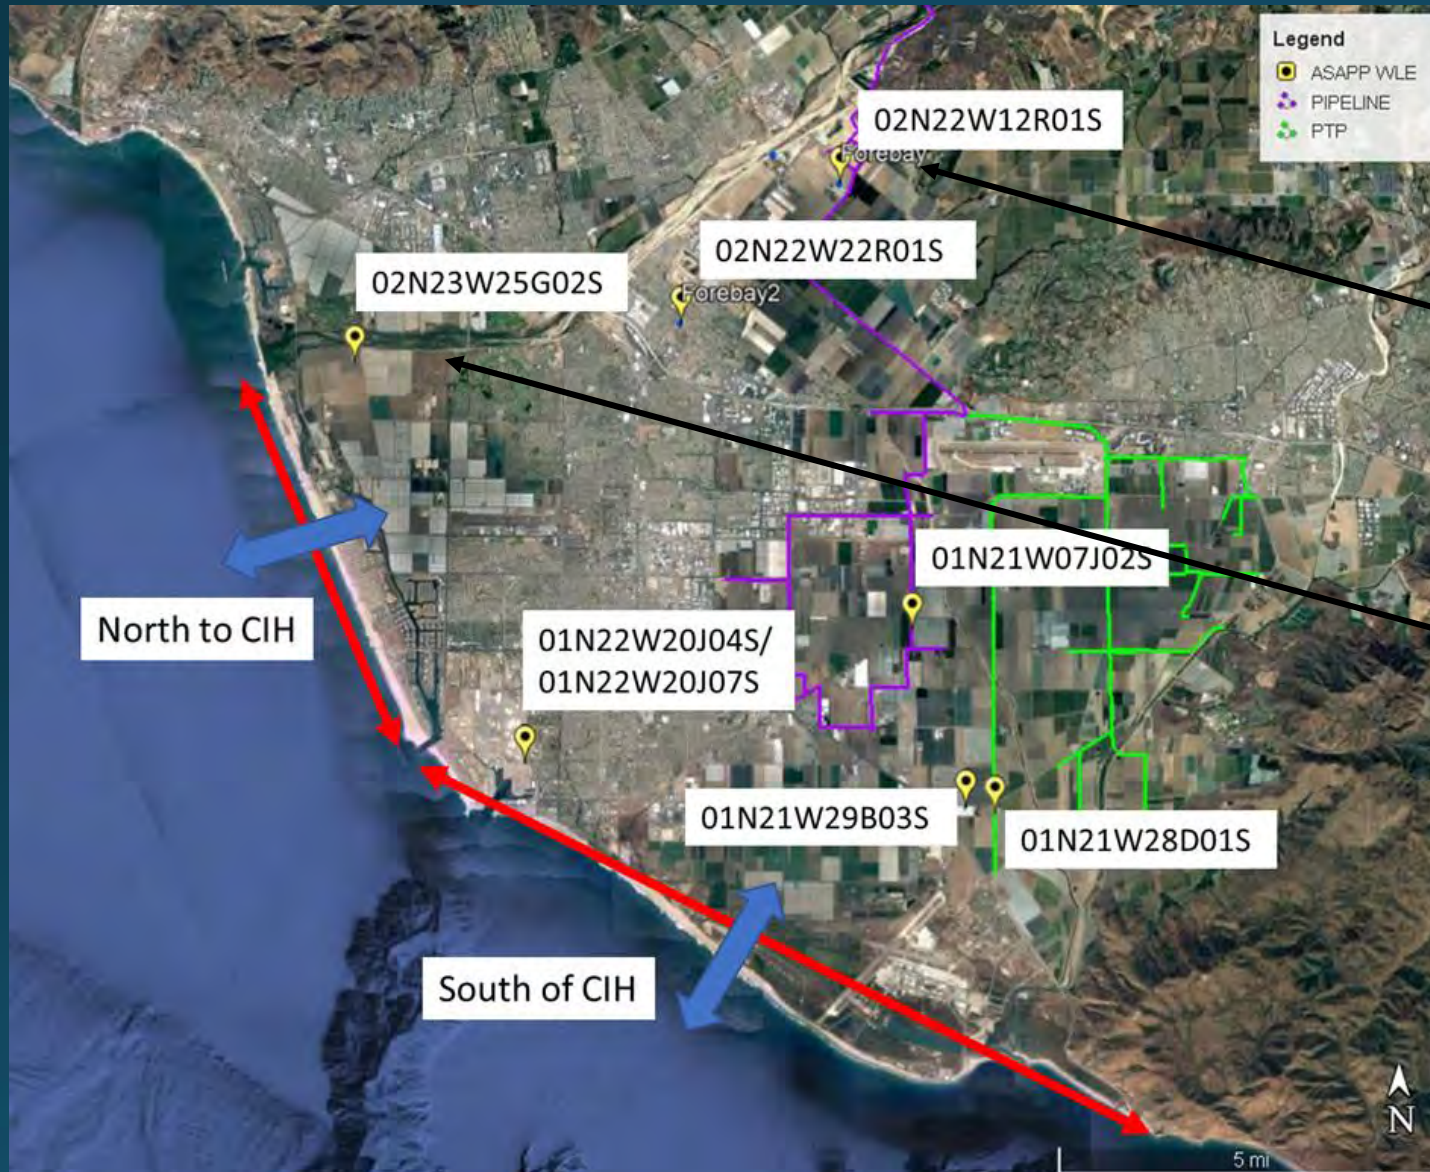 Legend
ASAPP WLE
PIPELINE
PTP
02N22W12R01S
Forebay
02N22W22R01S
02N23W25G02S
Forebay2
01N21W07J02S
North to CIH
01N22W20J04S/
01N22W20J07S
01N21W29B03S
01N21W28D01S
South of CIH
N
5 mi